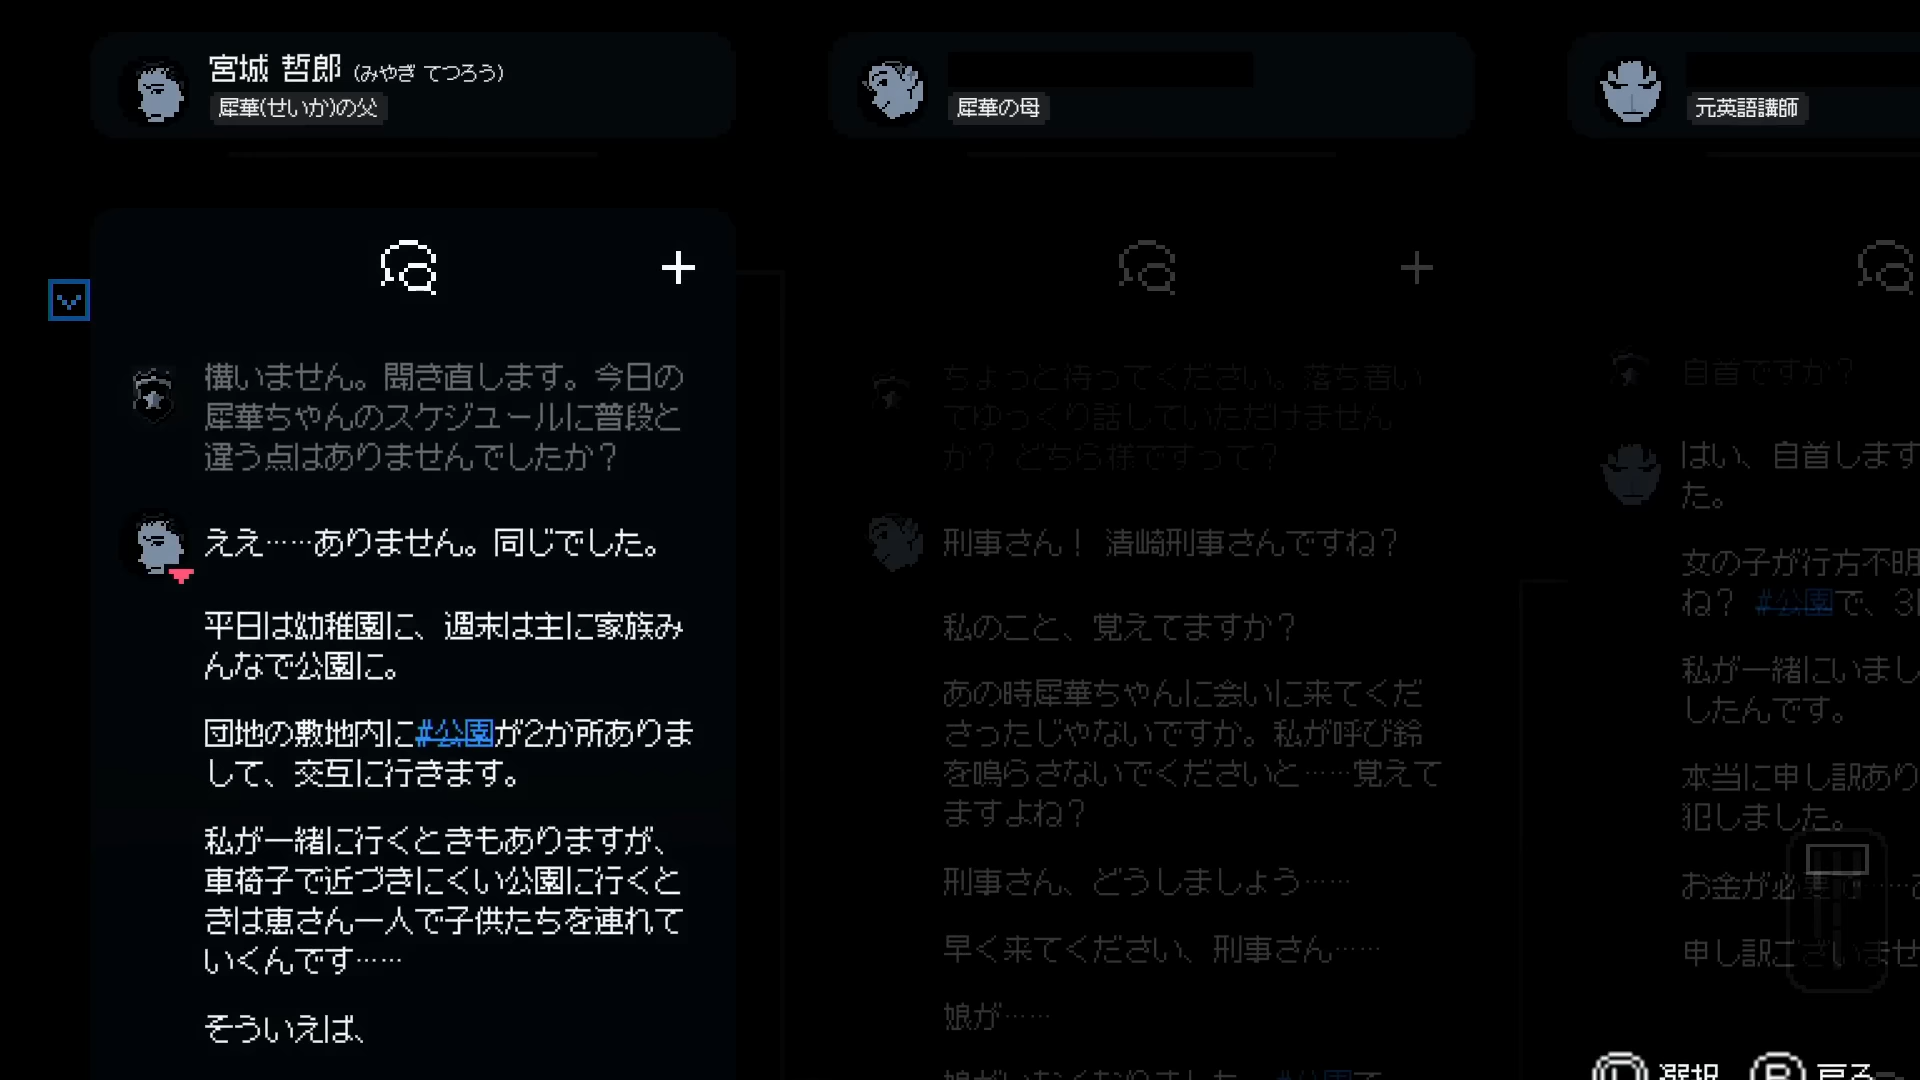 宮城 哲郎 (みやぎ てつろう)
犀華(せいか)の父
構いません。聞き直します。今日の
犀華ちゃんのスケジュールに普段と
違う点はありませんでしたか？
ええ……ありません。同じでした。
平日は幼稚園に、週末は主に家族み
んなで公園に。
団地の敷地内に#公園が2か所ありま
して、交互に行きます。
私が一緒に行くときもありますが、
車椅子で近づきにくい公園に行くと
きは恵さん一人で子供たちを連れて
いくんです……
そういえば、
犀華の母
ちょっと待ってください。落ち着い
てゆっくり話していただけません
か？ どちら様ですって？
刑事さん！ 清崎刑事さんですね？
私のこと、覚えてますか？
あの時犀華ちゃんに会いに来てくだ
さったじゃないですか。私が呼び鈴
を鳴らさないでくださいと……覚えて
ますよね？
刑事さん、どうしましょう……
早く来てください、刑事さん……
娘が……
元英語講師
自首ですか？
はい、自首します
た。
女の子が行方不明
ね？ #公園で、3
私が一緒にいまし
したんです。
本当に申し訳あり
犯しました。
お金が必
申し訳ございませ
選択 R 戻る